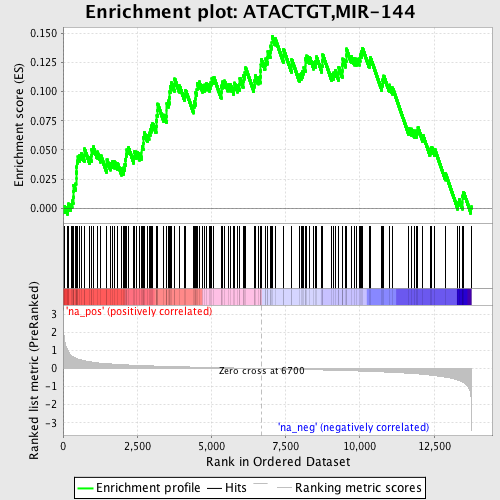 Enrichment plot: ATACTGT,MIR-144
Enrichment score (ES)
0.150
0.125
0.100
0.075
0.050
0.025
0.000
'na_pos' (positively correlated)
Ranked list metric (PreRanked)
3
2
1
0
-1
-2
-3
Zero cross at 6700
'na_neg' (negatively correlated)
0
2,500
5,000
7,500
10,000
12,500
Rank in Ordered Dataset
Enrichment profile
Hits
Ranking metric scores